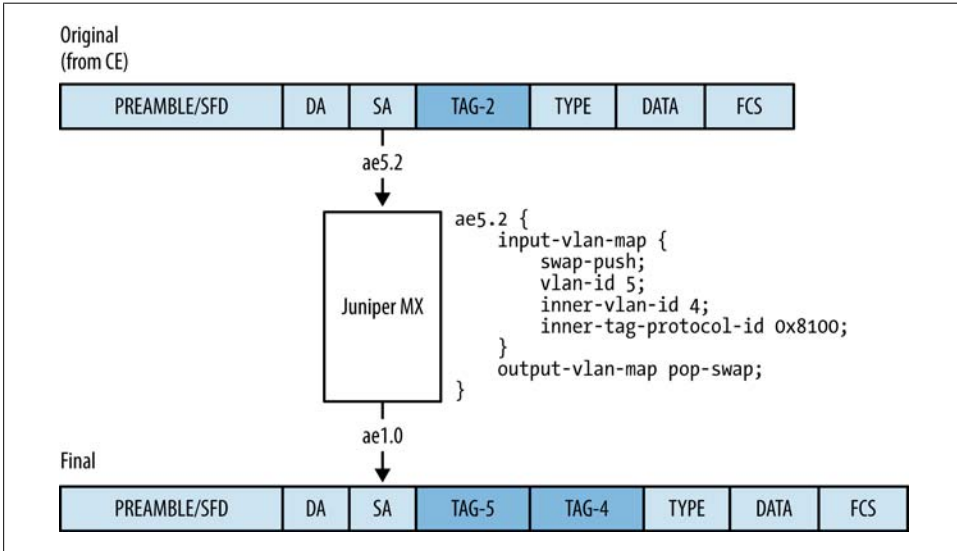 Original
(from CE)
PREAMBLE/SFD DA SA TAG-2 TYPE DATA FCS
ae5.2
Juniper MX
ae5.2 {
    input-vlan-map {
        swap-push;
        vlan-id 5;
        inner-vlan-id 4;
        inner-tag-protocol-id 0x8100;
    }
    output-vlan-map pop-swap;
}
ae1.0
Final
PREAMBLE/SFD DA SA TAG-5 TAG-4 TYPE DATA FCS